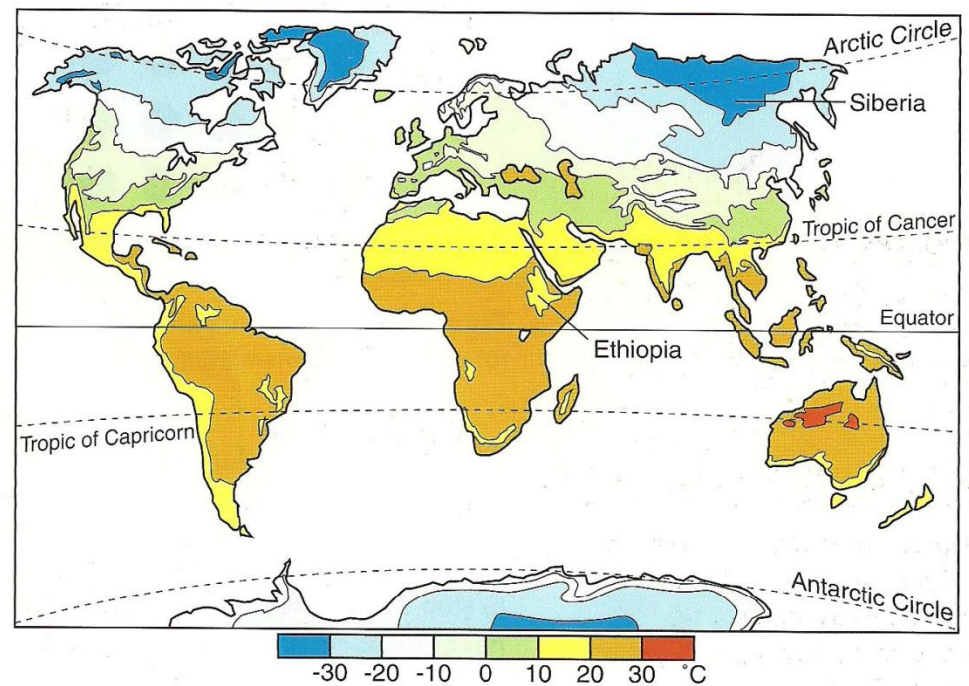 Arctic Circle
Siberia
Tropic of Cancer
Equator
Ethiopia
Tropic of Capricorn
Antarctic Circle
-30 -20 -10 0 10 20 30 °C